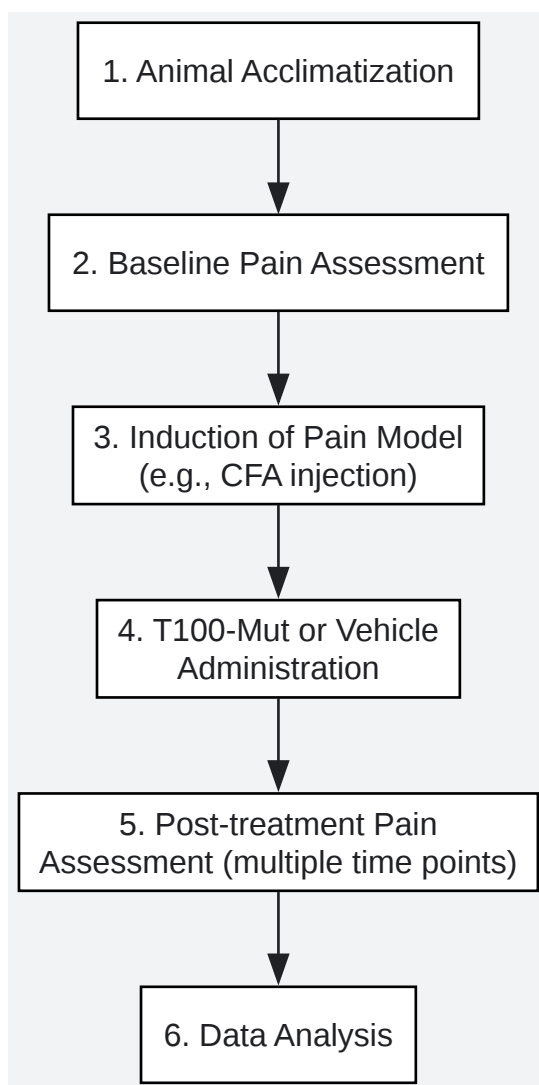 1. Animal Acclimatization
2. Baseline Pain Assessment
3. Induction of Pain Model
(e.g., CFA injection)
4. T100-Mut or Vehicle
Administration
5. Post-treatment Pain
Assessment (multiple time points)
6. Data Analysis